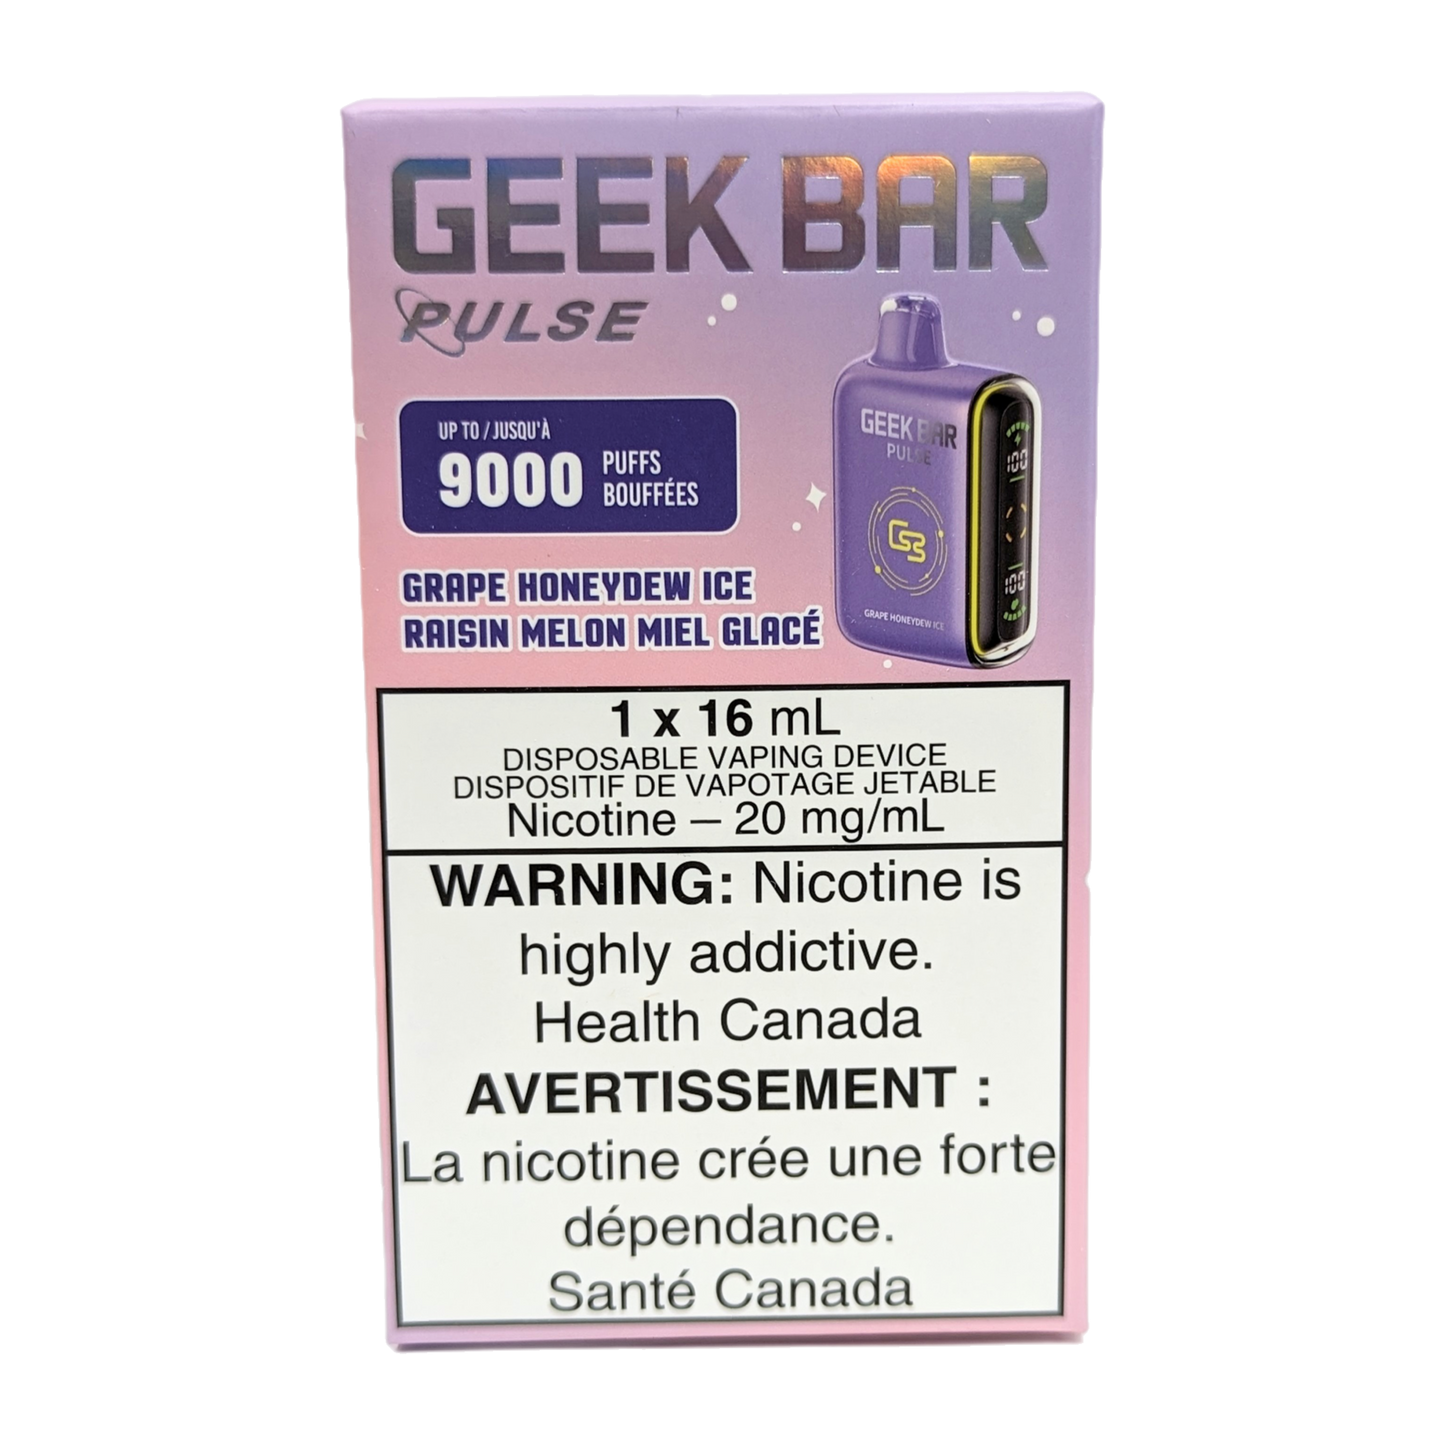 GEEK BAR
PULSE
UP TO / JUSQU'À
9000 PUFFS
BOUFFÉES
GRAPE HONEYDEW ICE
RAISIN MELON MIEL GLACÉ
GEEK BAR
PULSE
GRAPE HONEYDEW ICE
100
100
1 x 16 mL
DISPOSABLE VAPING DEVICE
DISPOSITIF DE VAPOTAGE JETABLE
Nicotine – 20 mg/mL
WARNING: Nicotine is
highly addictive.
Health Canada
AVERTISSEMENT :
La nicotine crée une forte
dépendance.
Santé Canada